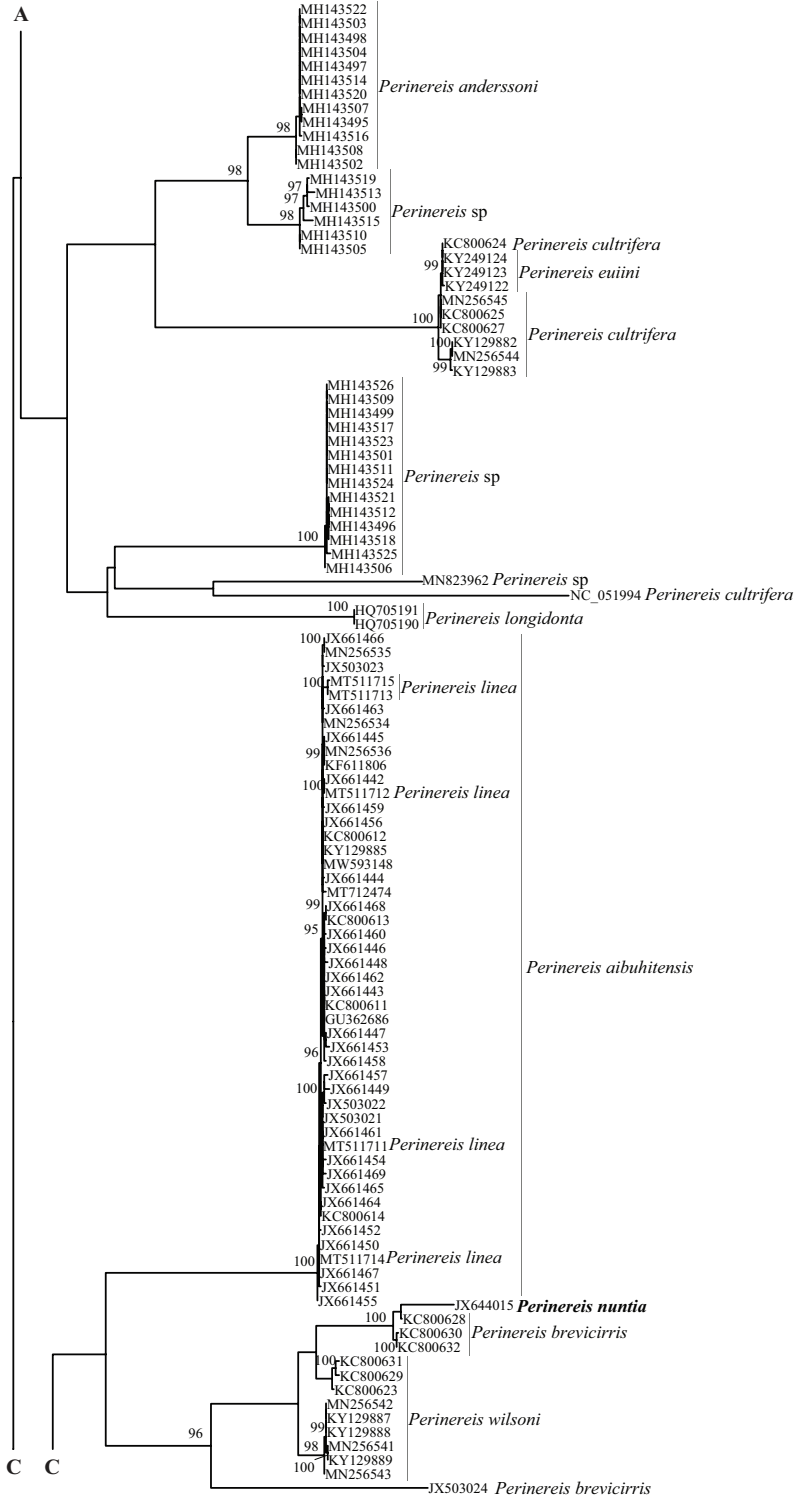 A
MH143522
MH143503
MH143498
MH143504
MH143497
MH143514
MH143520
Perinereis anderssoni
MH143507
MH143495
98
MH143516
MH143508
MH143502
98
MH143519
97
MH143513
97
MH143500
Perinereis sp
98
MH143515
MH143510
MH143505
KC800624 Perinereis cultrifera
KY249124
99
KY249123
Perinereis euiini
KY249122
MN256545
KC800625
100
KC800627
Perinereis cultrifera
100
KY129882
MN256544
99
KY129883
MH143526
MH143509
MH143499
MH143517
MH143523
MH143501
MH143511
Perinereis sp
MH143524
MH143521
MH143512
MH143496
100
MH143518
MH143525
MH143506
MN823962 Perinereis sp
NC_051994 Perinereis cultrifera
100
HQ705191
Perinereis longidonta
HQ705190
100
JX661466
MN256535
JX503023
100
MT511715
Perinereis linea
MT511713
JX661463
MN256534
JX661445
99
MN256536
KF611806
JX661442
100
MT511712 Perinereis linea
JX661459
JX661456
KC800612
KY129885
MW593148
JX661444
MT712474
99
JX661468
KC800613
95
JX661460
JX661446
JX661448
Perinereis aibuhitensis
JX661462
JX661443
KC800611
GU362686
JX661447
JX661453
96
JX661458
JX661457
100
JX661449
JX503022
JX503021
JX661461
MT511711 Perinereis linea
JX661454
JX661469
JX661465
JX661464
KC800614
JX661452
JX661450
100
MT511714 Perinereis linea
JX661467
JX661451
JX661455
JX644015 Perinereis nuntia
100
KC800628
KC800630
Perinereis brevicirris
100
KC800632
100
KC800631
KC800629
KC800623
MN256542
KY129887
Perinereis wilsoni
99
KY129888
96
98
MN256541
KY129889
100
MN256543
C
C
JX503024 Perinereis brevicirris